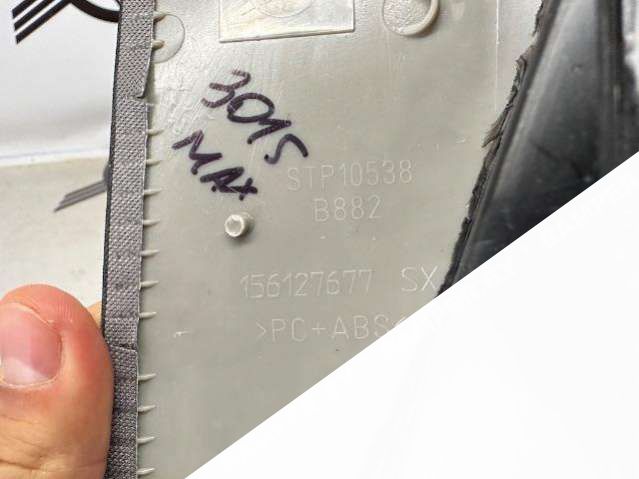 3015
MAX
STP10538
B882
156127677 SX
>PC+ABS<